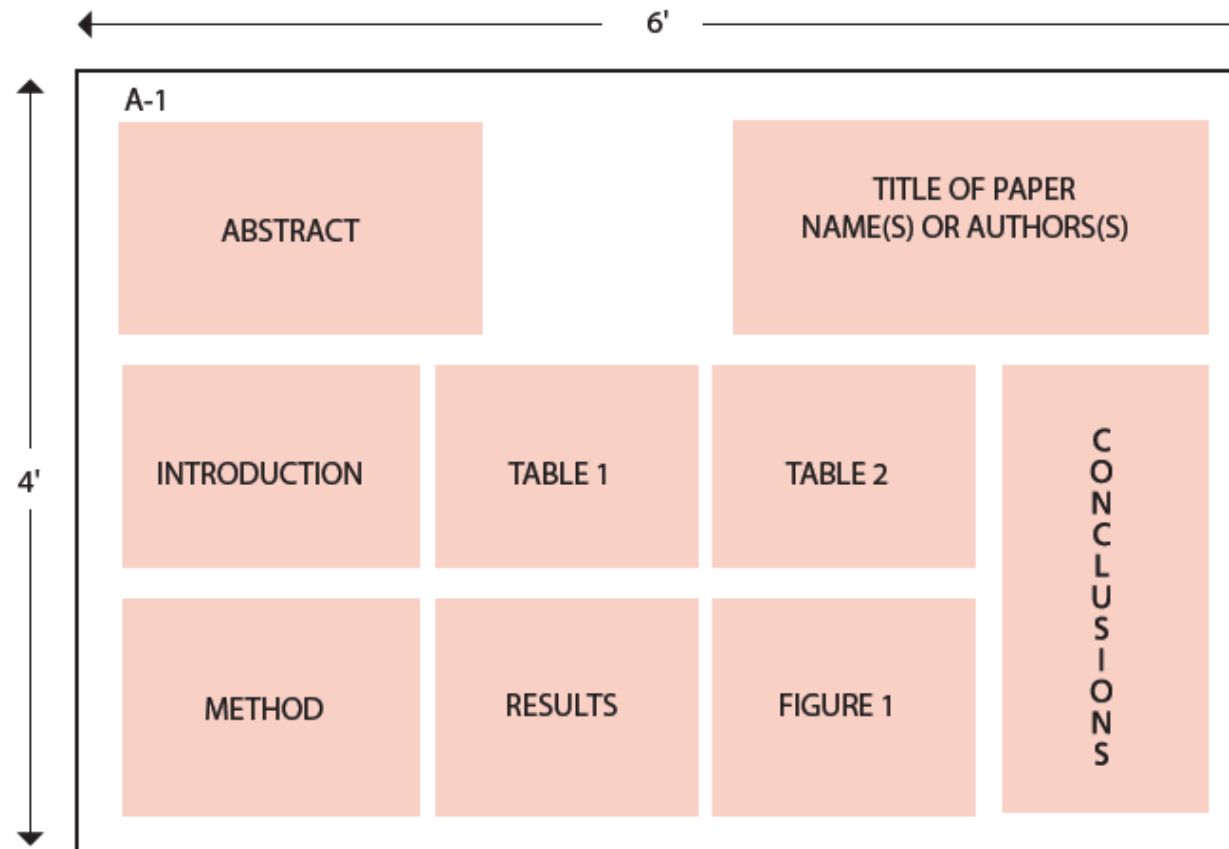 6'
A-1
ABSTRACT
TITLE OF PAPER
NAME(S) OR AUTHORS(S)
4'
INTRODUCTION
TABLE 1
TABLE 2
CONCLUSIONS
METHOD
RESULTS
FIGURE 1